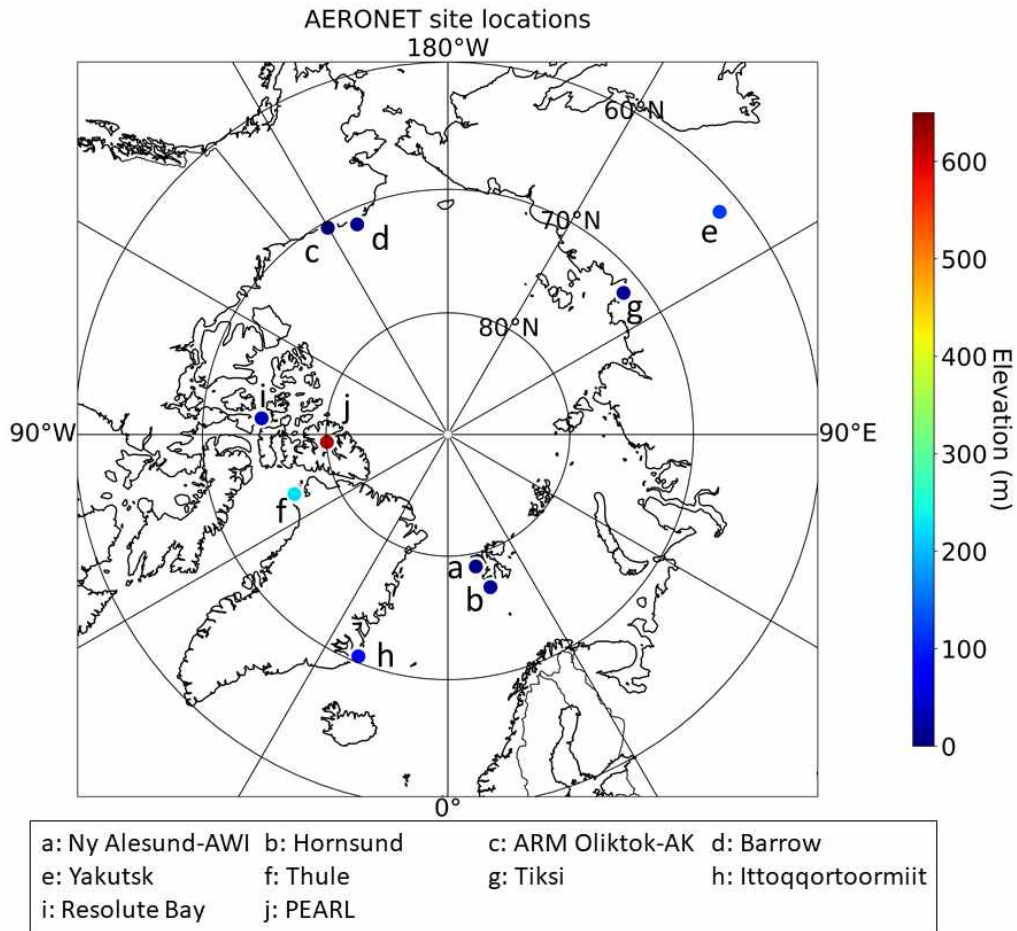 AERONET site locations
180°W
60°N
70°N
80°N
90°W
90°E
0°
c
d
e
g
i
j
f
a
b
h
600
500
400
300
200
100
0
Elevation (m)
a: Ny Alesund-AWI b: Hornsund c: ARM Oliktok-AK d: Barrow
e: Yakutsk f: Thule g: Tiksi h: Ittoqqortoormiit
i: Resolute Bay j: PEARL